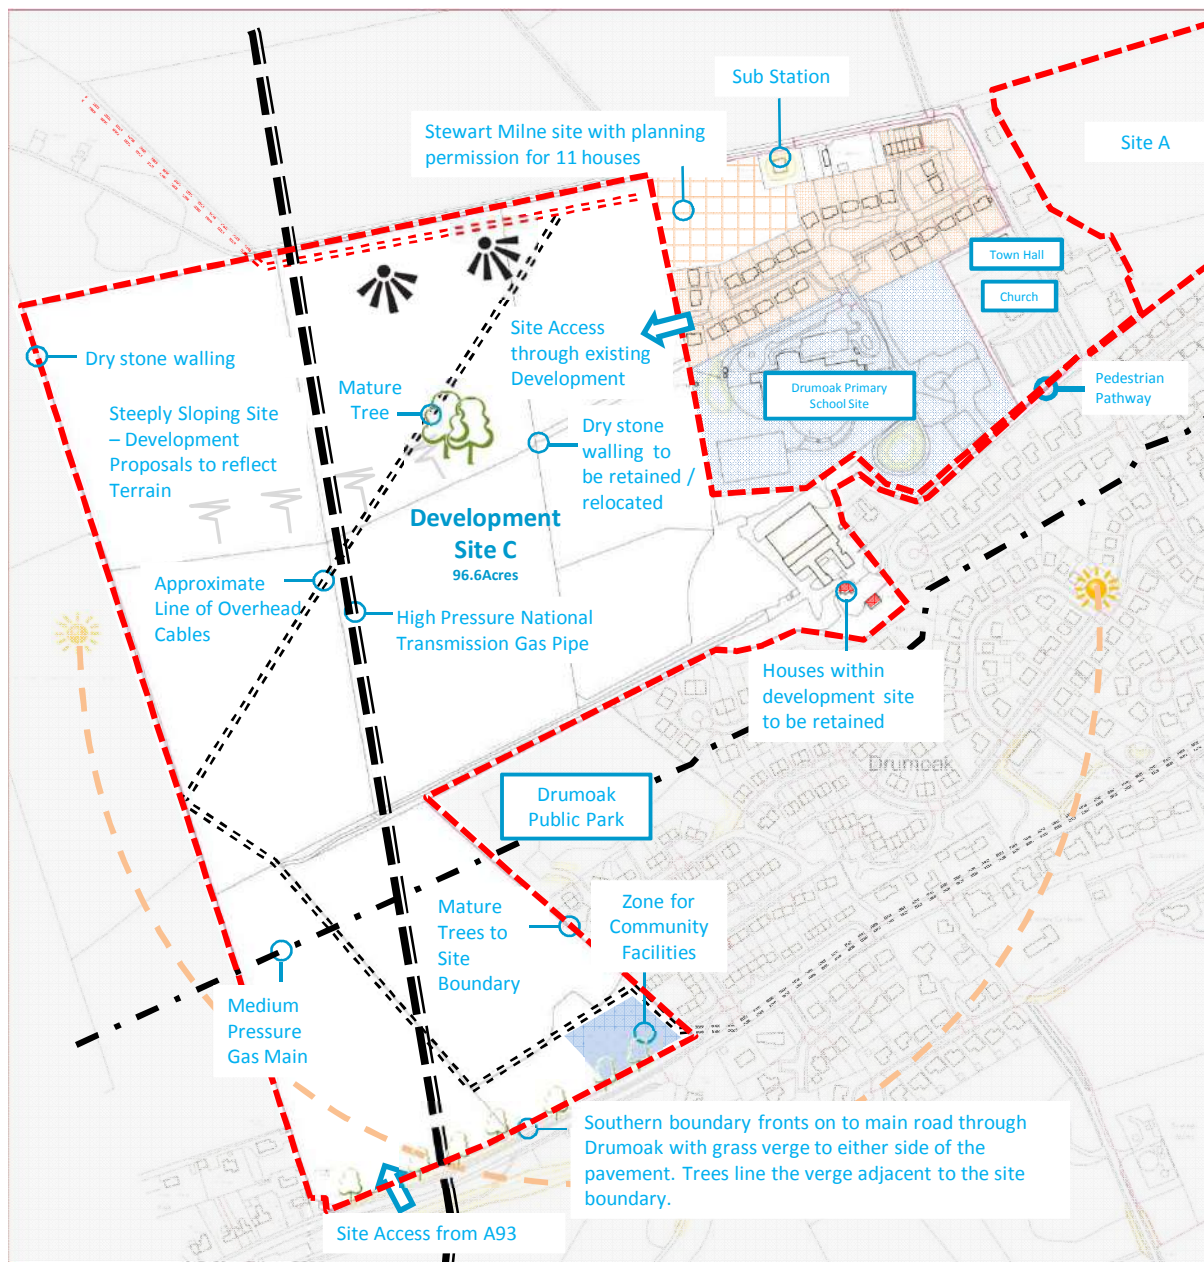 Sub Station
Stewart Milne site with planning
permission for 11 houses
Site A
Town Hall
Church
Site Access
through existing
Development
Dry stone walling
Mature
Tree
Drumoak Primary
School Site
Pedestrian
Pathway
Steeply Sloping Site
– Development
Proposals to reflect
Terrain
Dry stone
walling to
be retained /
relocated
Development
Site C
96.6Acres
Approximate
Line of Overhead
Cables
High Pressure National
Transmission Gas Pipe
Houses within
development site
to be retained
Drumoak
Drumoak
Public Park
Mature
Trees to
Site
Boundary
Zone for
Community
Facilities
Medium
Pressure
Gas Main
Southern boundary fronts on to main road through
Drumoak with grass verge to either side of the
pavement. Trees line the verge adjacent to the site
boundary.
Site Access from A93